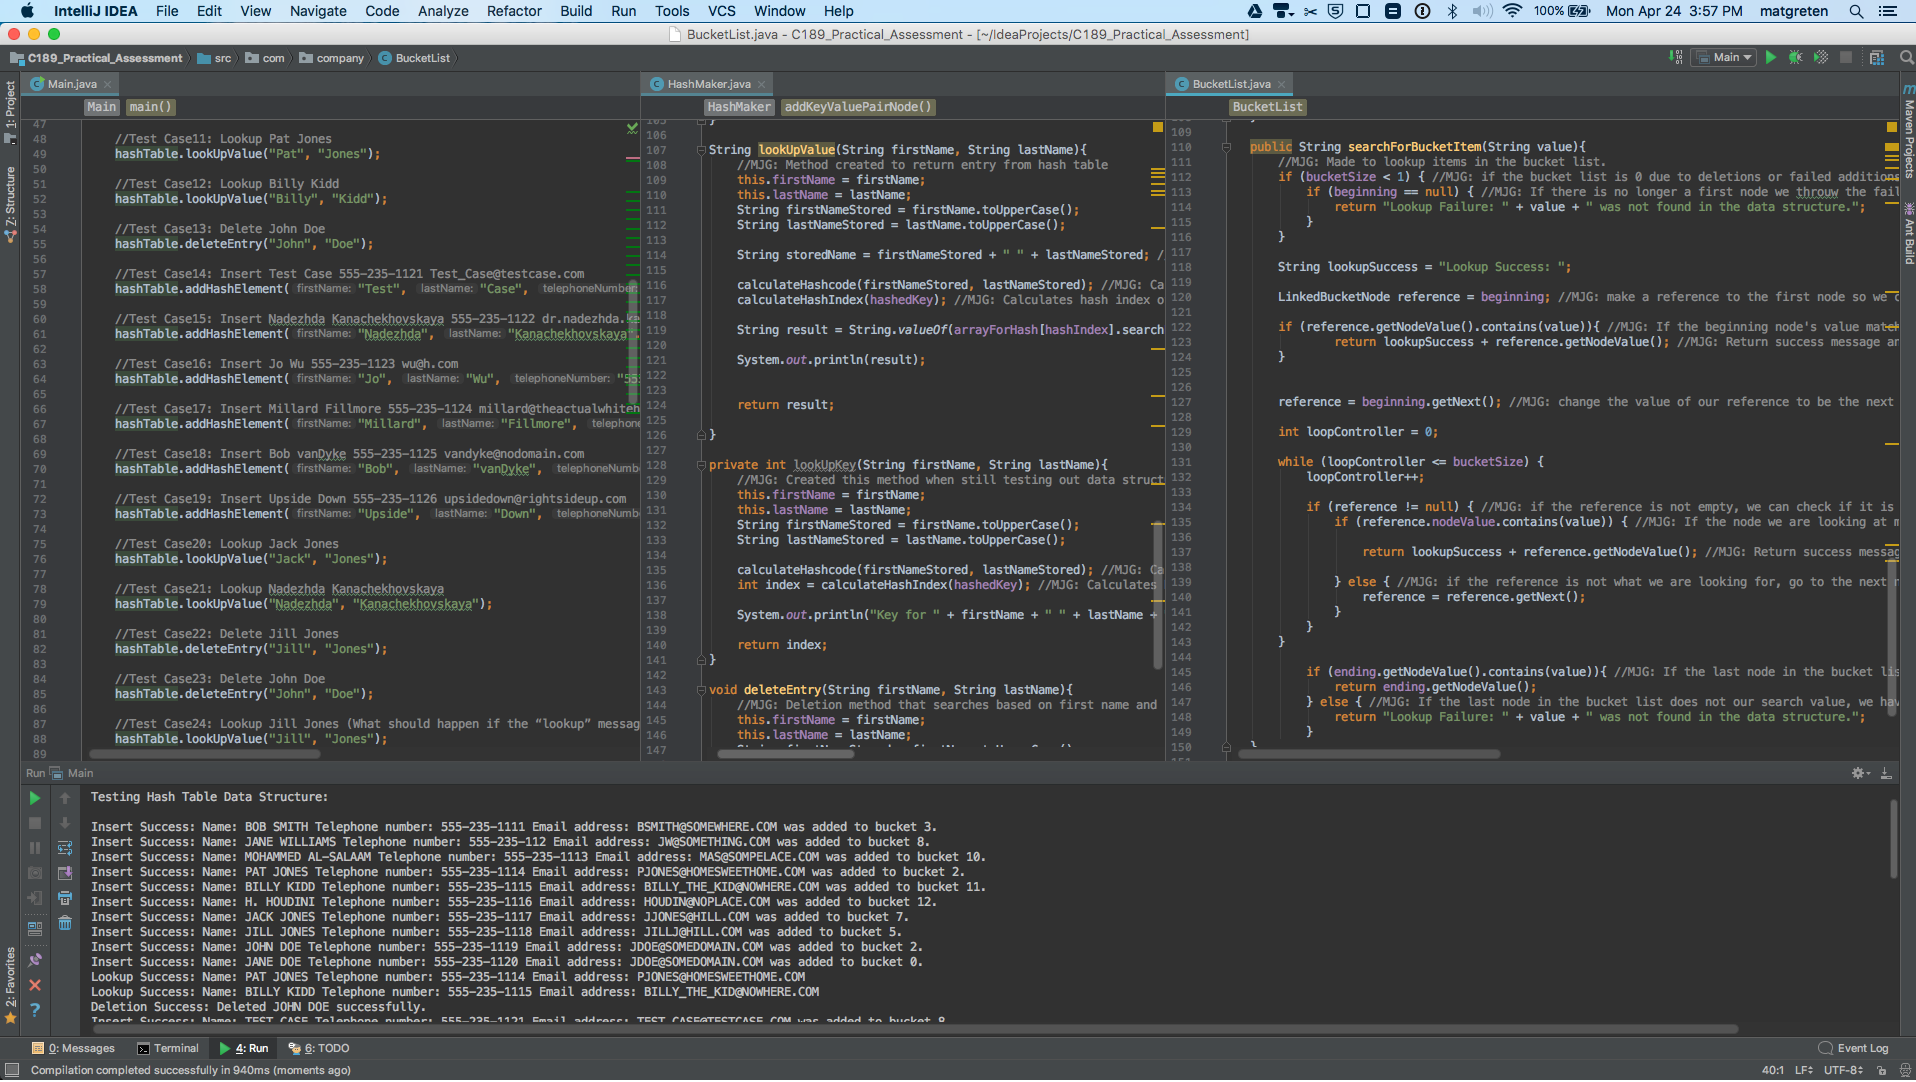 IntelliJ IDEA File Edit View Navigate Code Analyze Refactor Build Run Tools VCS Window Help 100% Mon Apr 24 3:57 PM matgreten
BucketList.java - C189_Practical_Assessment - [~/IdeaProjects/C189_Practical_Assessment]
C189_Practical_Assessment src com company BucketList Main
1: Project
7: Structure
2: Favorites
Main.java
Main main()
47
48 //Test Case11: Lookup Pat Jones
49 hashTable.lookUpValue("Pat", "Jones");
50
51 //Test Case12: Lookup Billy Kidd
52 hashTable.lookUpValue("Billy", "Kidd");
53
54 //Test Case13: Delete John Doe
55 hashTable.deleteEntry("John", "Doe");
56
57 //Test Case14: Insert Test Case 555-235-1121 Test_Case@testcase.com
58 hashTable.addHashElement( firstName: "Test", lastName: "Case", telephoneNumber:
59
60 //Test Case15: Insert Nadezhda Kanachekhovskaya 555-235-1122 dr.nadezhda.
61 hashTable.addHashElement( firstName: "Nadezhda", lastName: "Kanachekhovskaya"
62
63 //Test Case16: Insert Jo Wu 555-235-1123 wu@h.com
64 hashTable.addHashElement( firstName: "Jo", lastName: "Wu", telephoneNumber: "55
65
66 //Test Case17: Insert Millard Fillmore 555-235-1124 millard@theactualwhiteh
67 hashTable.addHashElement( firstName: "Millard", lastName: "Fillmore", telephone
68
69 //Test Case18: Insert Bob vanDyke 555-235-1125 vandyke@nodomain.com
70 hashTable.addHashElement( firstName: "Bob", lastName: "vanDyke", telephoneNumb
71
72 //Test Case19: Insert Upside Down 555-235-1126 upsidedown@rightsideup.com
73 hashTable.addHashElement( firstName: "Upside", lastName: "Down", telephoneNumb
74
75 //Test Case20: Lookup Jack Jones
76 hashTable.lookUpValue("Jack", "Jones");
77
78 //Test Case21: Lookup Nadezhda Kanachekhovskaya
79 hashTable.lookUpValue("Nadezhda", "Kanachekhovskaya");
80
81 //Test Case22: Delete Jill Jones
82 hashTable.deleteEntry("Jill", "Jones");
83
84 //Test Case23: Delete John Doe
85 hashTable.deleteEntry("John", "Doe");
86
87 //Test Case24: Lookup Jill Jones (What should happen if the “lookup” messag
88 hashTable.lookUpValue("Jill", "Jones");
89
HashMaker.java
HashMaker addKeyValuePairNode()
105 }
106
107 String lookUpValue(String firstName, String lastName){
108 //MJG: Method created to return entry from hash table
109 this.firstName = firstName;
110 this.lastName = lastName;
111 String firstNameStored = firstName.toUpperCase();
112 String lastNameStored = lastName.toUpperCase();
113
114 String storedName = firstNameStored + " " + lastNameStored; /
115
116 calculateHashcode(firstNameStored, lastNameStored); //MJG: Ca
117 calculateHashIndex(hashedKey); //MJG: Calculates hash index o
118
119 String result = String.valueOf(arrayForHash[hashIndex].search
120
121 System.out.println(result);
122
123
124 return result;
125
126 }
127
128 private int lookUpKey(String firstName, String lastName){
129 //MJG: Created this method when still testing out data struct
130 this.firstName = firstName;
131 this.lastName = lastName;
132 String firstNameStored = firstName.toUpperCase();
133 String lastNameStored = lastName.toUpperCase();
134
135 calculateHashcode(firstNameStored, lastNameStored); //MJG: Ca
136 int index = calculateHashIndex(hashedKey); //MJG: Calculates
137
138 System.out.println("Key for " + firstName + " " + lastName +
139
140 return index;
141 }
142
143 void deleteEntry(String firstName, String lastName){
144 //MJG: Deletion method that searches based on first name and
145 this.firstName = firstName;
146 this.lastName = lastName;
147
BucketList.java
BucketList
109
110 public String searchForBucketItem(String value){
111 //MJG: Made to lookup items in the bucket list.
112 if (bucketSize < 1) { //MJG: if the bucket list is 0 due to deletions or failed addition
113 if (beginning == null) { //MJG: If there is no longer a first node we throuw the fail
114 return "Lookup Failure: " + value + " was not found in the data structure.";
115 }
116 }
117
118 String lookupSuccess = "Lookup Success: ";
119
120 LinkedBucketNode reference = beginning; //MJG: make a reference to the first node so we c
121
122 if (reference.getNodeValue().contains(value)){ //MJG: If the beginning node's value match
123 return lookupSuccess + reference.getNodeValue(); //MJG: Return success message an
124 }
125
126
127 reference = beginning.getNext(); //MJG: change the value of our reference to be the next
128
129 int loopController = 0;
130
131 while (loopController <= bucketSize) {
132 loopController++;
133
134 if (reference != null) { //MJG: if the reference is not empty, we can check if it is
135 if (reference.nodeValue.contains(value)) { //MJG: If the node we are looking at m
136
137 return lookupSuccess + reference.getNodeValue(); //MJG: Return success messag
138
139 } else { //MJG: if the reference is not what we are looking for, go to the next n
140 reference = reference.getNext();
141 }
142 }
143 }
144
145 if (ending.getNodeValue().contains(value)){ //MJG: If the last node in the bucket lis
146 return ending.getNodeValue();
147 } else { //MJG: If the last node in the bucket list does not our search value, we hav
148 return "Lookup Failure: " + value + " was not found in the data structure.";
149 }
150 }
Maven Projects
Ant Build
Run Main
Testing Hash Table Data Structure:
Insert Success: Name: BOB SMITH Telephone number: 555-235-1111 Email address: BSMITH@SOMEWHERE.COM was added to bucket 3.
Insert Success: Name: JANE WILLIAMS Telephone number: 555-235-112 Email address: JW@SOMETHING.COM was added to bucket 8.
Insert Success: Name: MOHAMMED AL-SALAAM Telephone number: 555-235-1113 Email address: MAS@SOMPELACE.COM was added to bucket 10.
Insert Success: Name: PAT JONES Telephone number: 555-235-1114 Email address: PJONES@HOMESWEETHOME.COM was added to bucket 2.
Insert Success: Name: BILLY KIDD Telephone number: 555-235-1115 Email address: BILLY_THE_KID@NOWHERE.COM was added to bucket 11.
Insert Success: Name: H. HOUDINI Telephone number: 555-235-1116 Email address: HOUDIN@NOPLACE.COM was added to bucket 12.
Insert Success: Name: JACK JONES Telephone number: 555-235-1117 Email address: JJONES@HILL.COM was added to bucket 7.
Insert Success: Name: JILL JONES Telephone number: 555-235-1118 Email address: JILLJ@HILL.COM was added to bucket 5.
Insert Success: Name: JOHN DOE Telephone number: 555-235-1119 Email address: JDOE@SOMEDOMAIN.COM was added to bucket 2.
Insert Success: Name: JANE DOE Telephone number: 555-235-1120 Email address: JDOE@SOMEDOMAIN.COM was added to bucket 0.
Lookup Success: Name: PAT JONES Telephone number: 555-235-1114 Email address: PJONES@HOMESWEETHOME.COM
Lookup Success: Name: BILLY KIDD Telephone number: 555-235-1115 Email address: BILLY_THE_KID@NOWHERE.COM
Deletion Success: Deleted JOHN DOE successfully.
Insert Success: Name: TEST CASE Telephone number: 555-235-1121 Email address: TEST_CASE@TESTCASE.COM was added to bucket 8
0: Messages Terminal 4: Run 6: TODO Event Log
Compilation completed successfully in 940ms (moments ago) 40:1 LF UTF-8